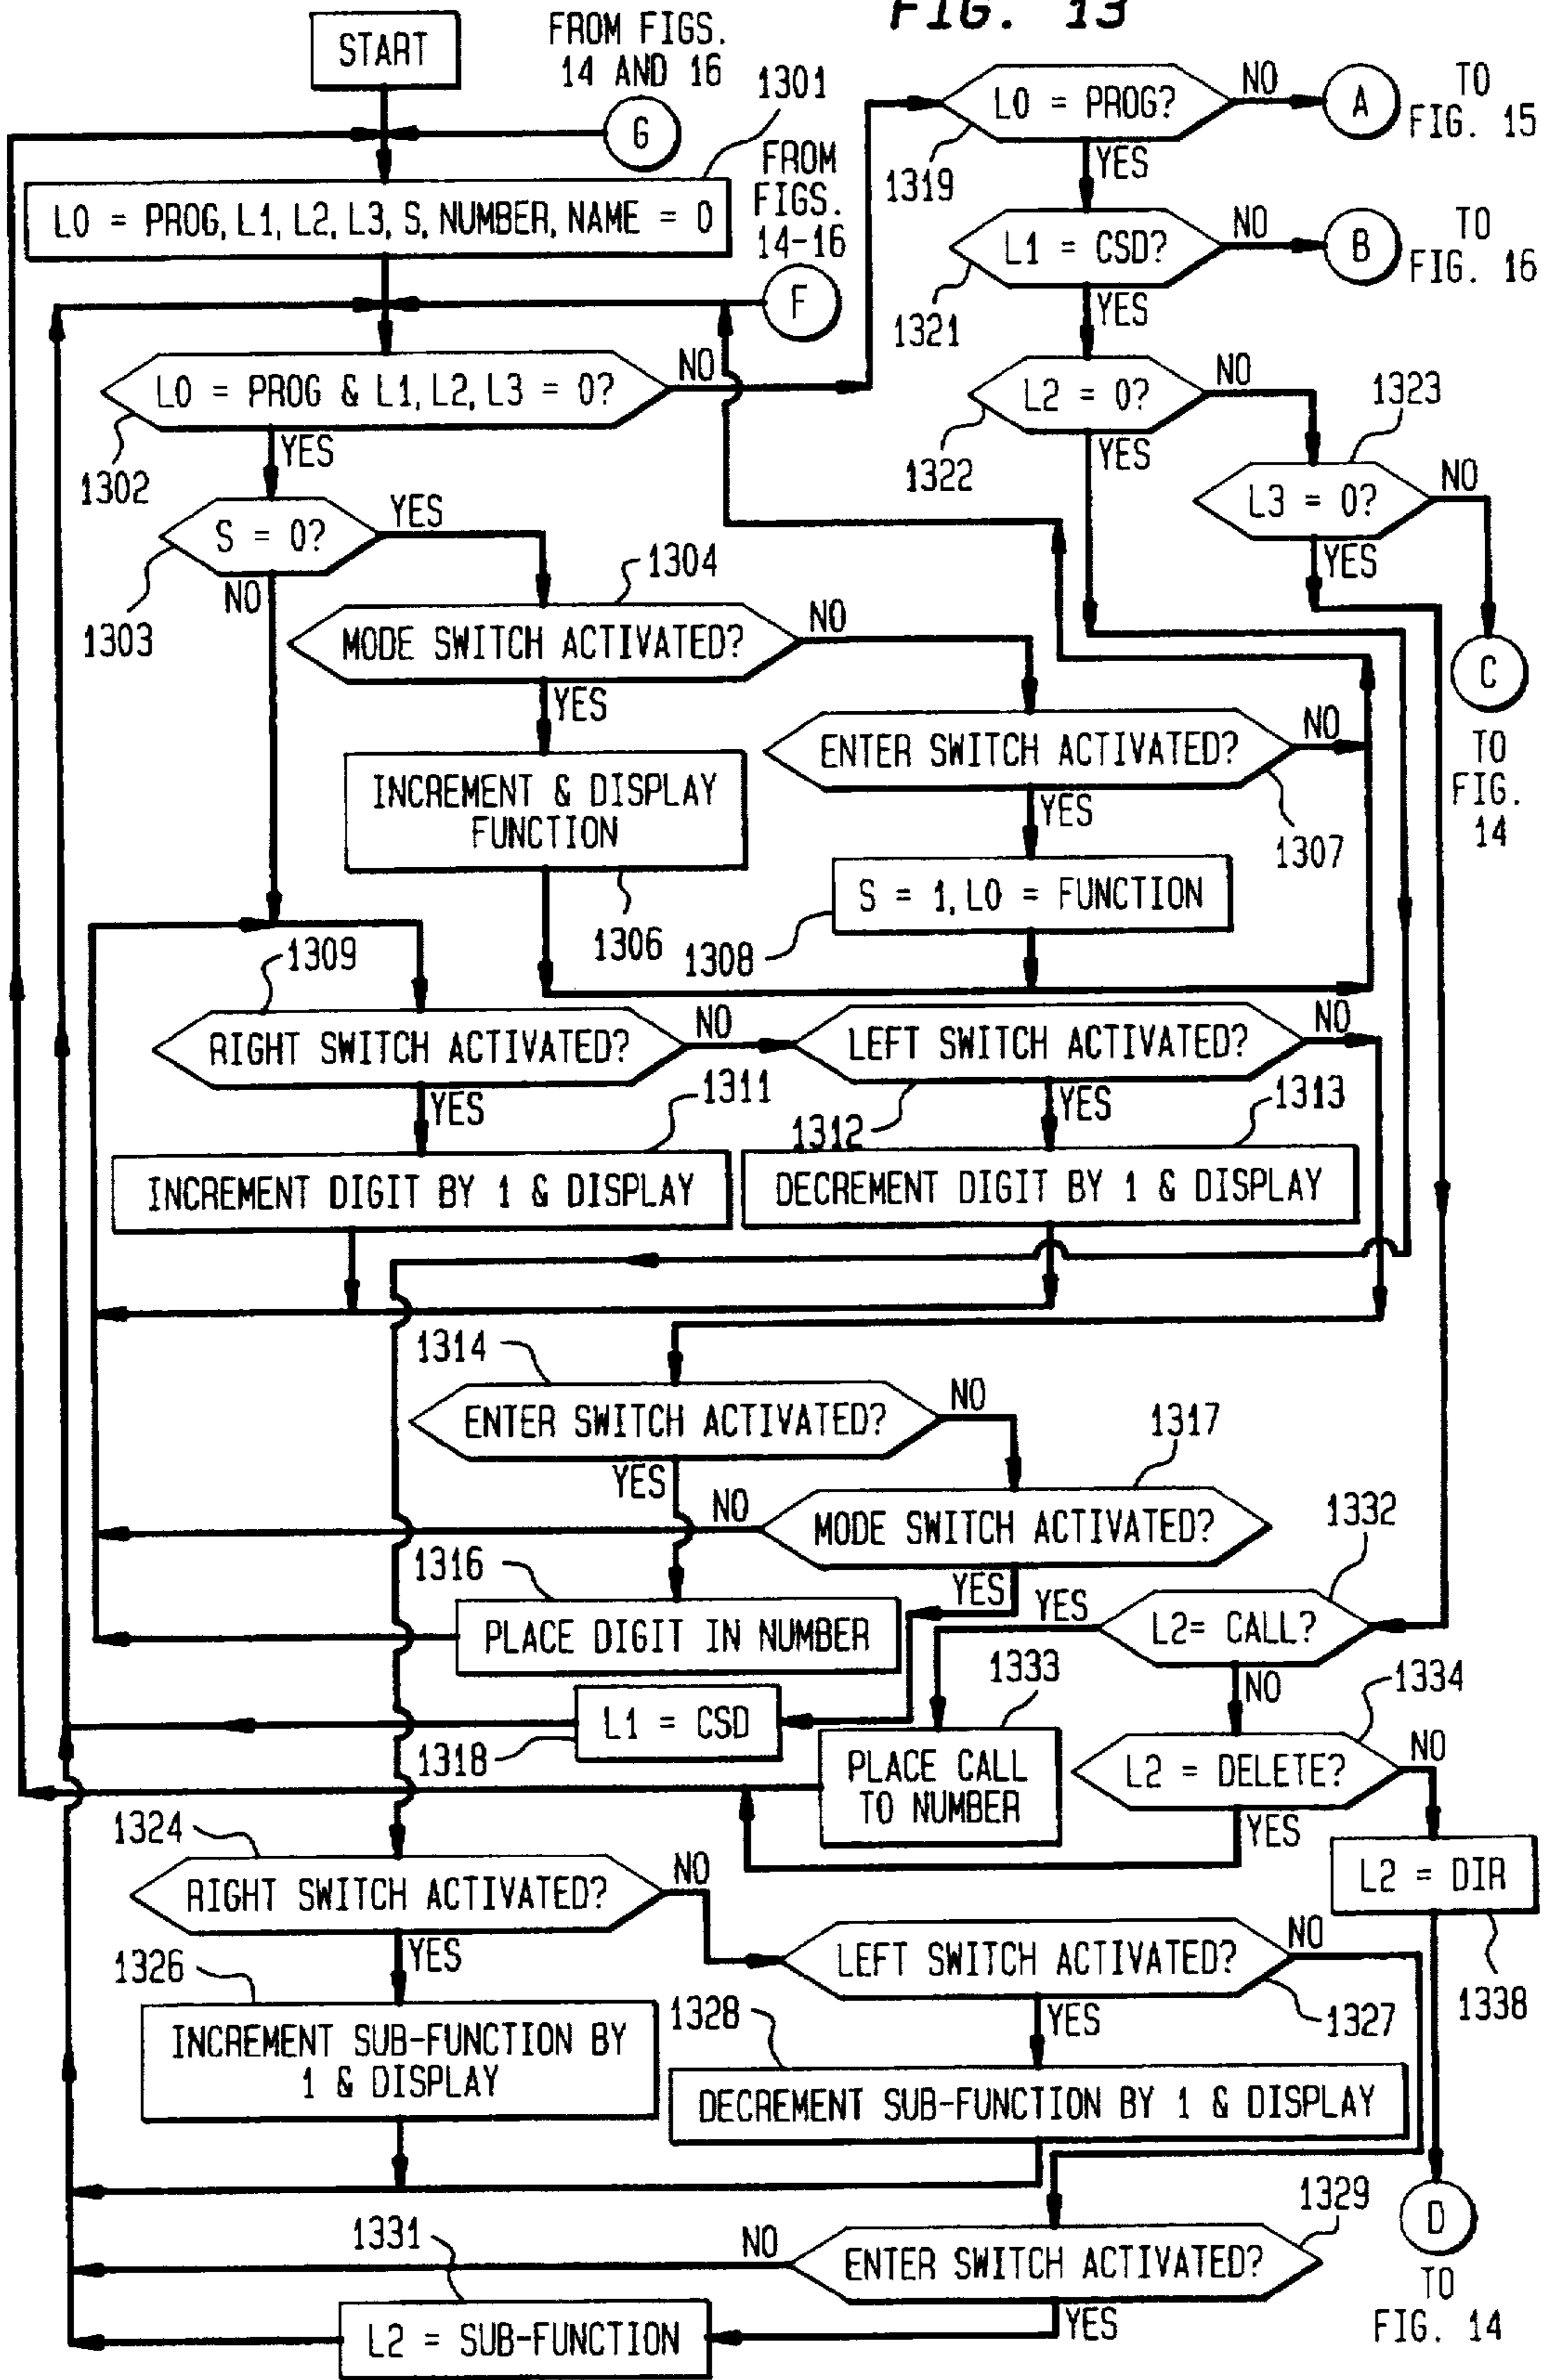 FIG. 13
START
FROM FIGS.
14 AND 16
G
1301
L0 = PROG, L1, L2, L3, S, NUMBER, NAME = 0
FROM
FIGS.
14-16
F
L0 = PROG & L1, L2, L3 = 0?
NO
1302
YES
S = 0?
YES
1303
NO
1304
MODE SWITCH ACTIVATED?
NO
YES
INCREMENT & DISPLAY
FUNCTION
1306
ENTER SWITCH ACTIVATED?
NO
YES
1307
S = 1, L0 = FUNCTION
1308
L0 = PROG?
NO
A
TO
FIG. 15
1319
YES
L1 = CSD?
NO
B
TO
FIG. 16
1321
YES
L2 = 0?
NO
1322
YES
1323
L3 = 0?
NO
YES
C
TO
FIG.
14
1309
RIGHT SWITCH ACTIVATED?
NO
LEFT SWITCH ACTIVATED?
NO
YES
1311
1312
YES
1313
INCREMENT DIGIT BY 1 & DISPLAY
DECREMENT DIGIT BY 1 & DISPLAY
1314
ENTER SWITCH ACTIVATED?
NO
YES
1317
MODE SWITCH ACTIVATED?
NO
YES
1316
PLACE DIGIT IN NUMBER
1332
L2= CALL?
YES
NO
L1 = CSD
1318
1333
PLACE CALL
TO NUMBER
1334
L2 = DELETE?
NO
YES
L2 = DIR
1338
1324
RIGHT SWITCH ACTIVATED?
NO
YES
1326
INCREMENT SUB-FUNCTION BY
1 & DISPLAY
LEFT SWITCH ACTIVATED?
NO
1327
1328
YES
DECREMENT SUB-FUNCTION BY 1 & DISPLAY
1329
ENTER SWITCH ACTIVATED?
NO
YES
1331
L2 = SUB-FUNCTION
D
TO
FIG. 14